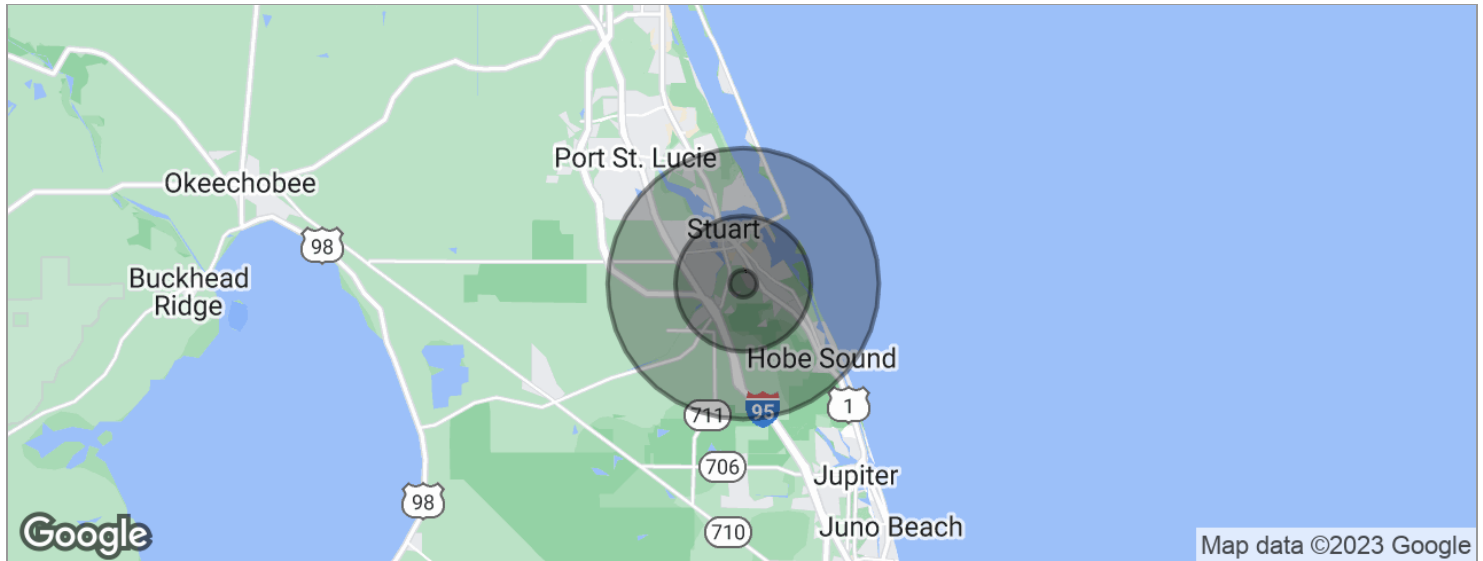 Port St. Lucie
Okeechobee
Stuart
98
Buckhead
Ridge
Hobe Sound
711
95
1
706
Jupiter
98
710
Juno Beach
Google
Map data ©2023 Google